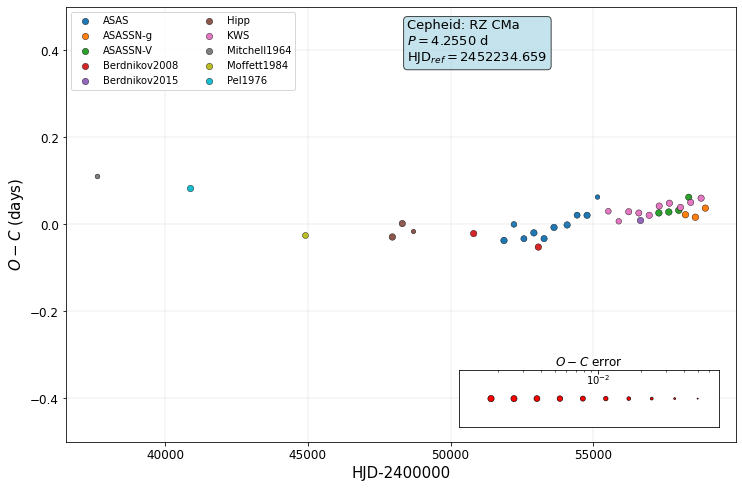 ASAS
ASASSN-g
ASASSN-V
Berdnikov2008
Berdnikov2015
Hipp
KWS
Mitchell1964
Moffett1984
Pel1976
Cepheid: RZ CMa
P = 4.2550 d
HJD_ref = 2452234.659
0.4
0.2
0.0
−0.2
−0.4
O − C (days)
O − C error
10^−2
40000
45000
50000
55000
HJD-2400000